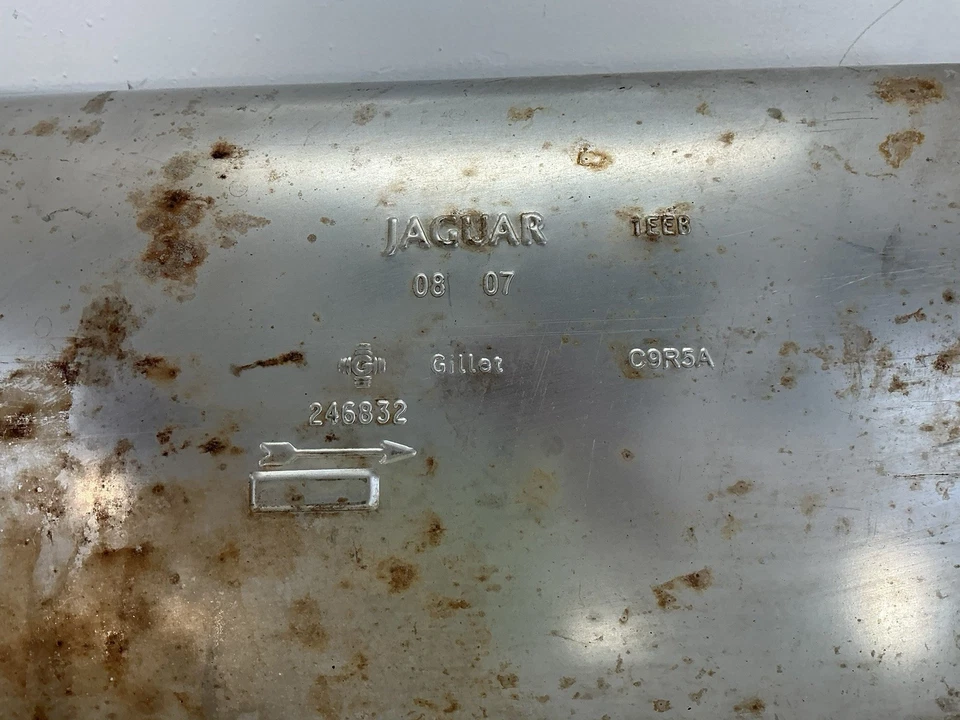 JAGUAR 1EEB
08 07
G Gillet C9R5A
246832